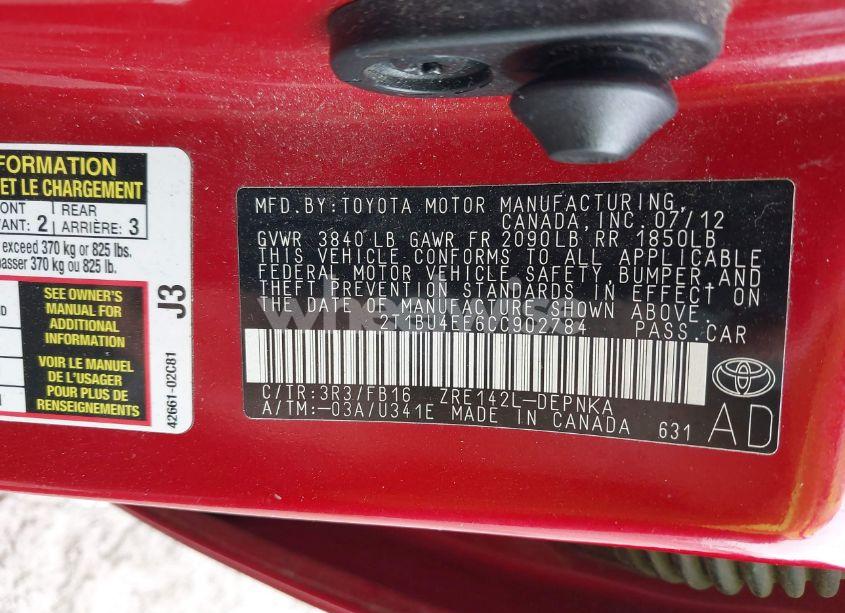 FORMATION
ET LE CHARGEMENT
ONT 2 REAR 3
VANT: ARRIÈRE:
exceed 370 kg or 825 lbs.
passer 370 kg ou 825 lb.
SEE OWNER'S
MANUAL FOR
ADDITIONAL
INFORMATION
VOIR LE MANUEL
DE L'USAGER
POUR PLUS DE
RENSEIGNEMENTS
J3
42661-02C81
MFD. BY: TOYOTA MOTOR MANUFACTURING,
CANADA, INC. 07/12
GVWR 3840 LB GAWR FR 2090LB RR 1850LB
THIS VEHICLE CONFORMS TO ALL APPLICABLE
FEDERAL MOTOR VEHICLE SAFETY, BUMPER, AND
THEFT PREVENTION STANDARDS IN EFFECT ON
THE DATE OF MANUFACTURE SHOWN ABOVE.
2T1BU4EE6CC902784 PASS. CAR
C/TR: 3R3/FB16 ZRE142L-DEPNKA
A/TM: -03A/U341E MADE IN CANADA 631
AD